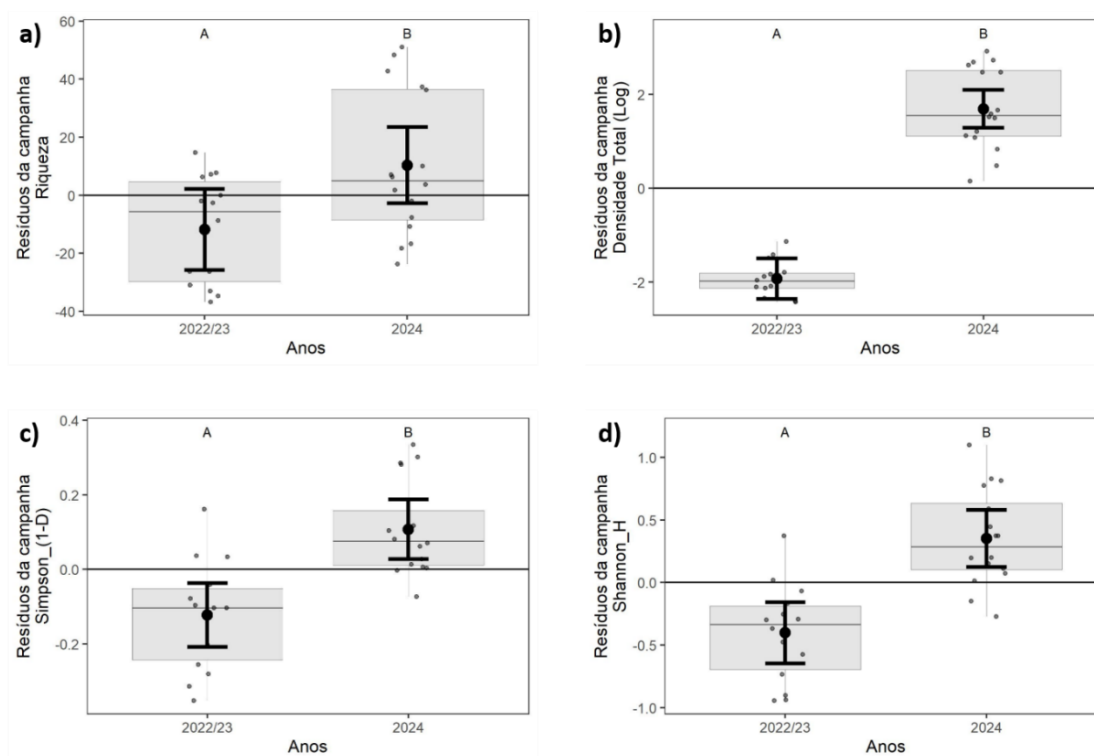 a)
60
40
20
0
-20
-40
A
B
Resíduos da campanha
Riqueza
2022/23
2024
Anos
b)
2
0
-2
A
B
Resíduos da campanha
Densidade Total (Log)
2022/23
2024
Anos
c)
0.4
0.2
0.0
-0.2
A
B
Resíduos da campanha
Simpson_(1-D)
2022/23
2024
Anos
d)
1.0
0.5
0.0
-0.5
-1.0
A
B
Resíduos da campanha
Shannon_H
2022/23
2024
Anos